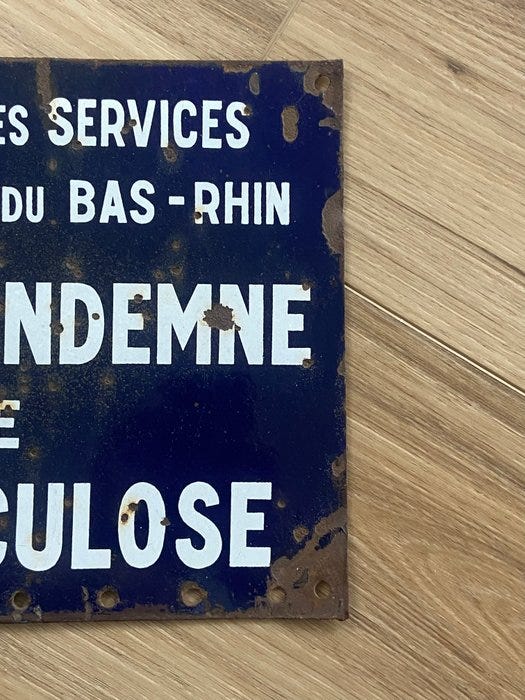 ES SERVICES
DU BAS-RHIN
NDEMNE
E
CULOSE